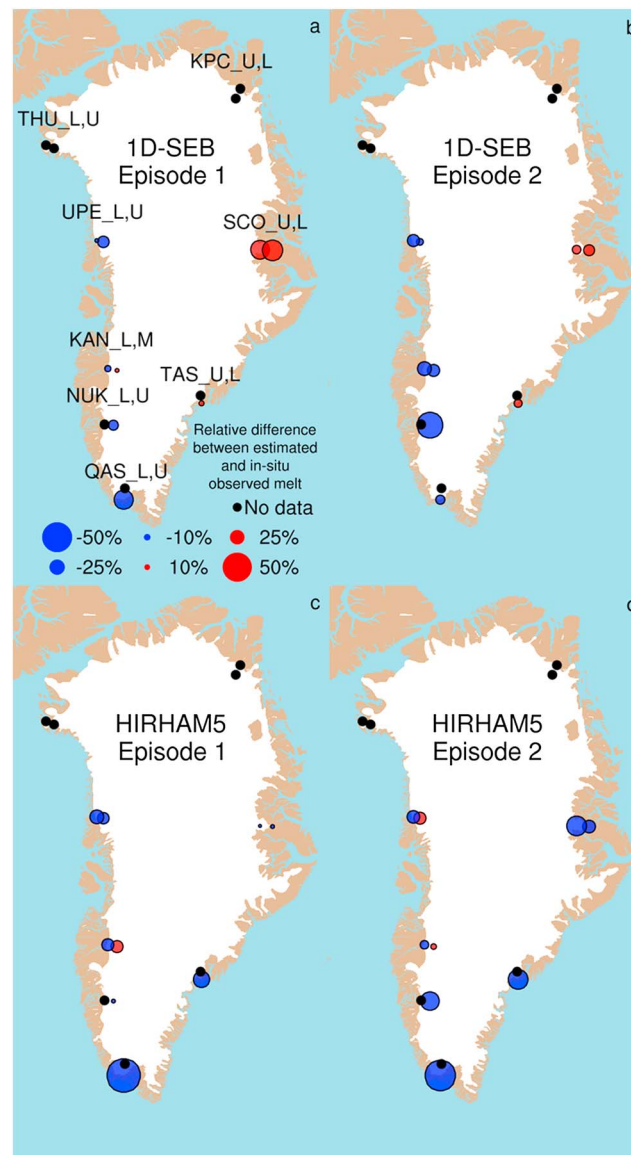 a
b
KPC_U,L
THU_L,U
1D-SEB
Episode 1
1D-SEB
Episode 2
UPE_L,U
SCO_U,L
KAN_L,M
TAS_U,L
NUK_L,U
Relative difference
between estimated
and in-situ
observed melt
QAS_L,U
No data
-50% -10% 25%
-25% 10% 50%
c
HIRHAM5
Episode 1
HIRHAM5
Episode 2